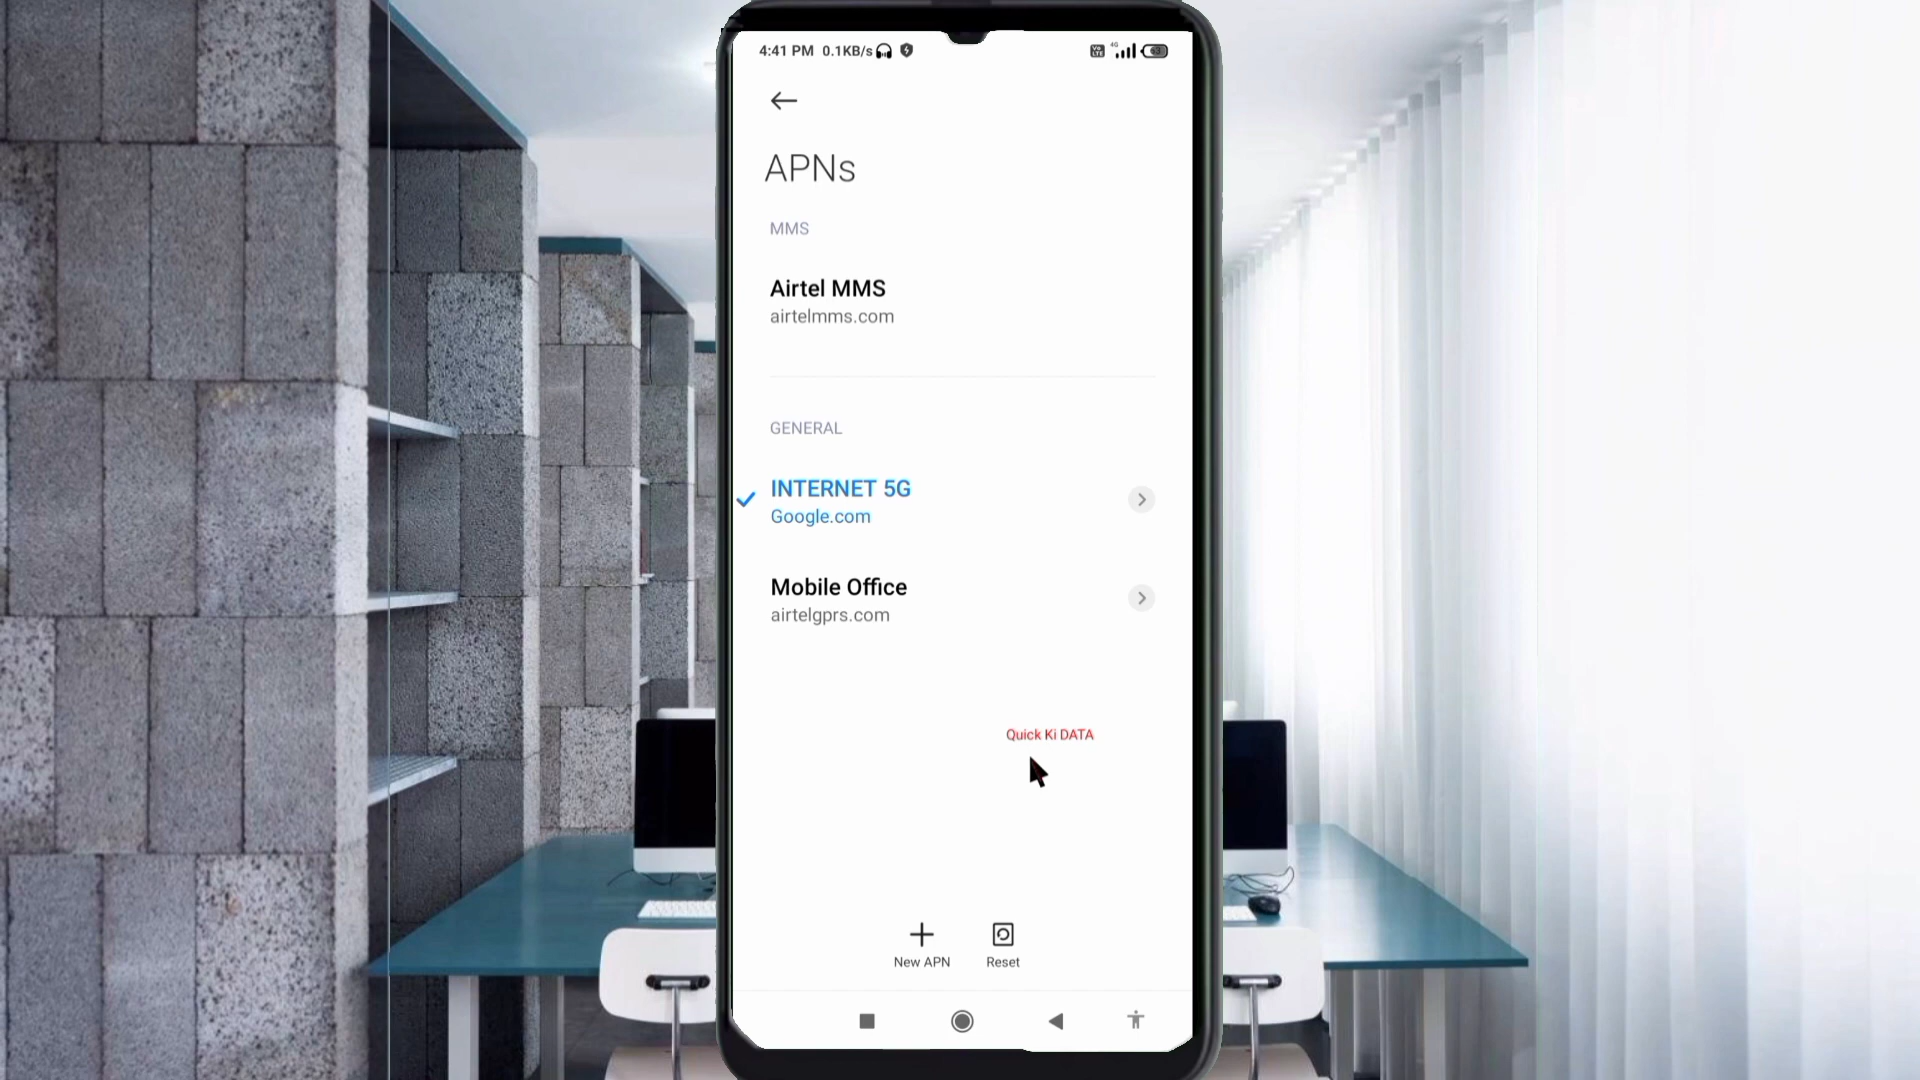 4:41 PM 0.1KB/s
4G
APNs
MMS
Airtel MMS
airtelmms.com
GENERAL
INTERNET 5G
Google.com
Mobile Office
airtelgprs.com
Quick Ki DATA
New APN
Reset